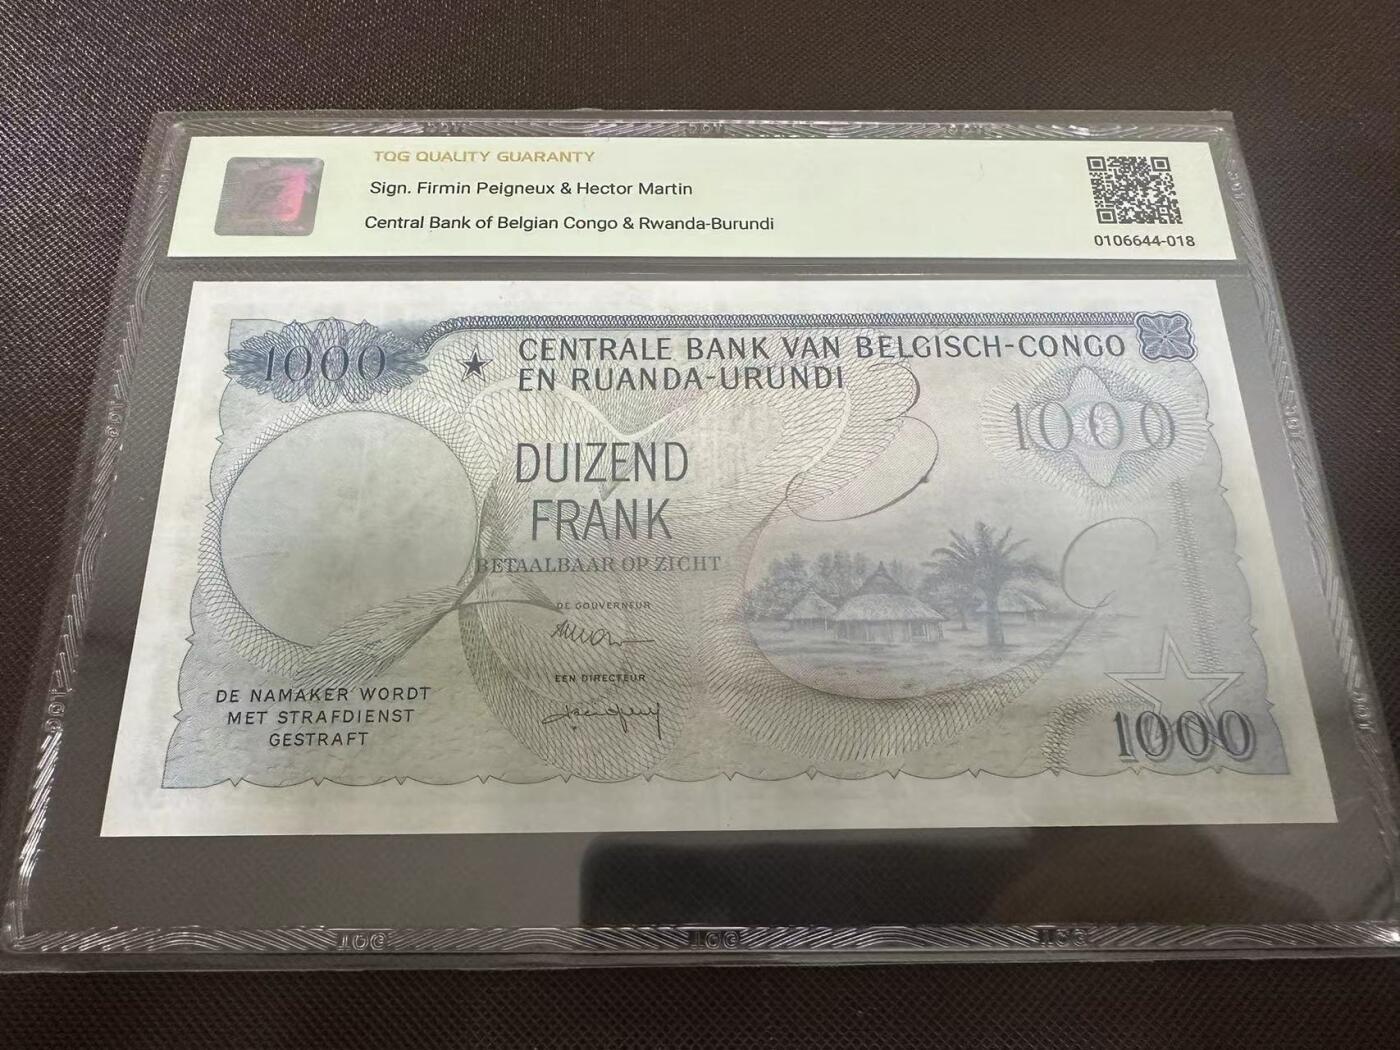 TQG QUALITY GUARANTY
Sign. Firmin Peigneux & Hector Martin
Central Bank of Belgian Congo & Rwanda-Burundi
0106644-018
1000
CENTRALE BANK VAN BELGISCH-CONGO
EN RUANDA-URUNDI
1000
DUIZEND
FRANK
BETAALBAAR OP ZICHT
DE GOUVERNEUR
EEN DIRECTEUR
DE NAMAKER WORDT
MET STRAFDIENST
GESTRAFT
1000